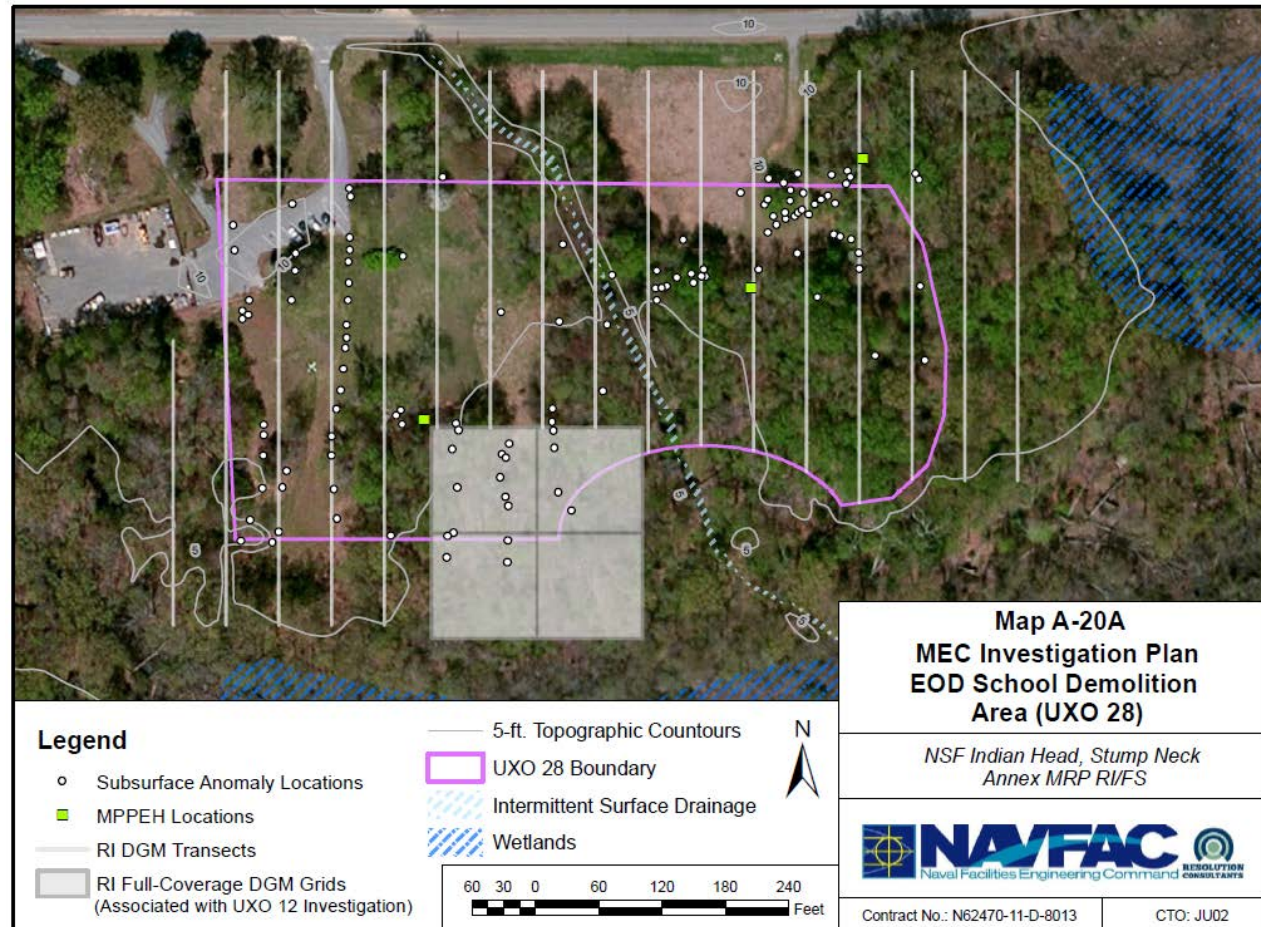 10
10
10
10
10
10
10
5
5
5
5
5
Map A-20A
MEC Investigation Plan
EOD School Demolition
Area (UXO 28)
NSF Indian Head, Stump Neck
Annex MRP RI/FS
NAVFAC
Naval Facilities Engineering Command
RESOLUTION
CONSULTANTS
Contract No.: N62470-11-D-8013
CTO: JU02
Legend
Subsurface Anomaly Locations
MPPEH Locations
RI DGM Transects
RI Full-Coverage DGM Grids
(Associated with UXO 12 Investigation)
5-ft. Topographic Countours
UXO 28 Boundary
Intermittent Surface Drainage
Wetlands
N
60 30 0 60 120 180 240
Feet